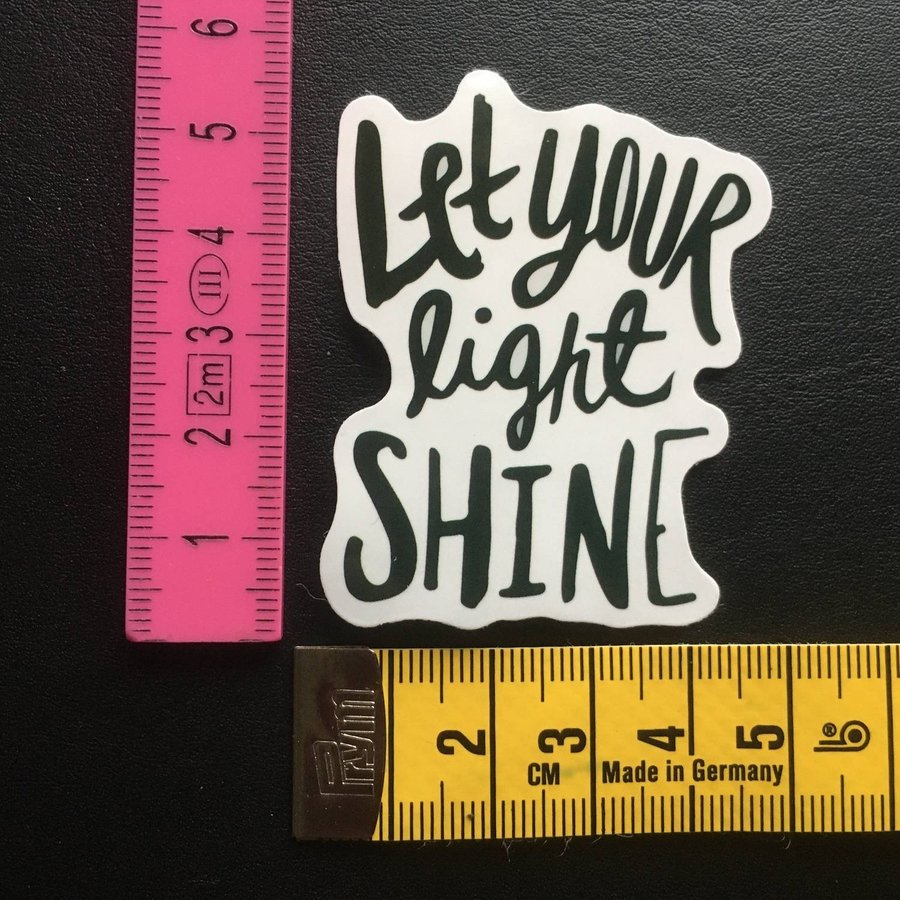 Let YOUR
light
SHINE
6
5
4
III
3
2m
2
1
Prym
2 3 4 5
CM Made in Germany
®